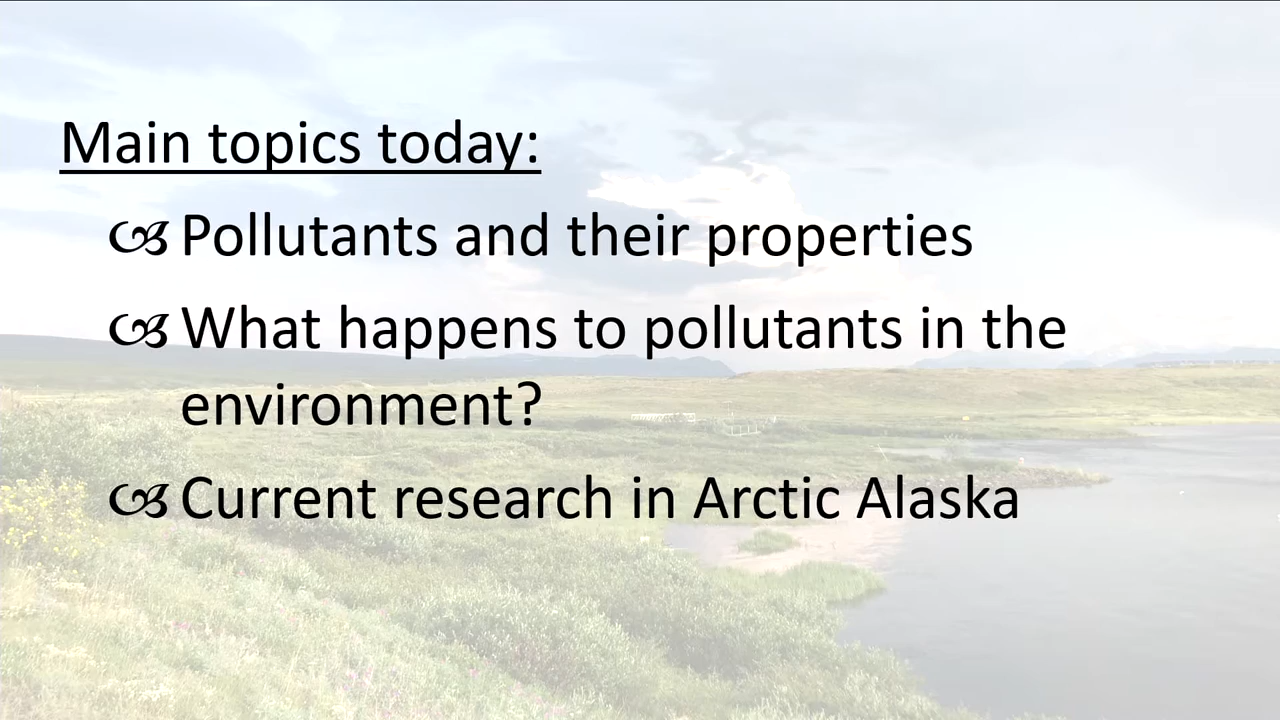 Main topics today:
Pollutants and their properties
What happens to pollutants in the
environment?
Current research in Arctic Alaska